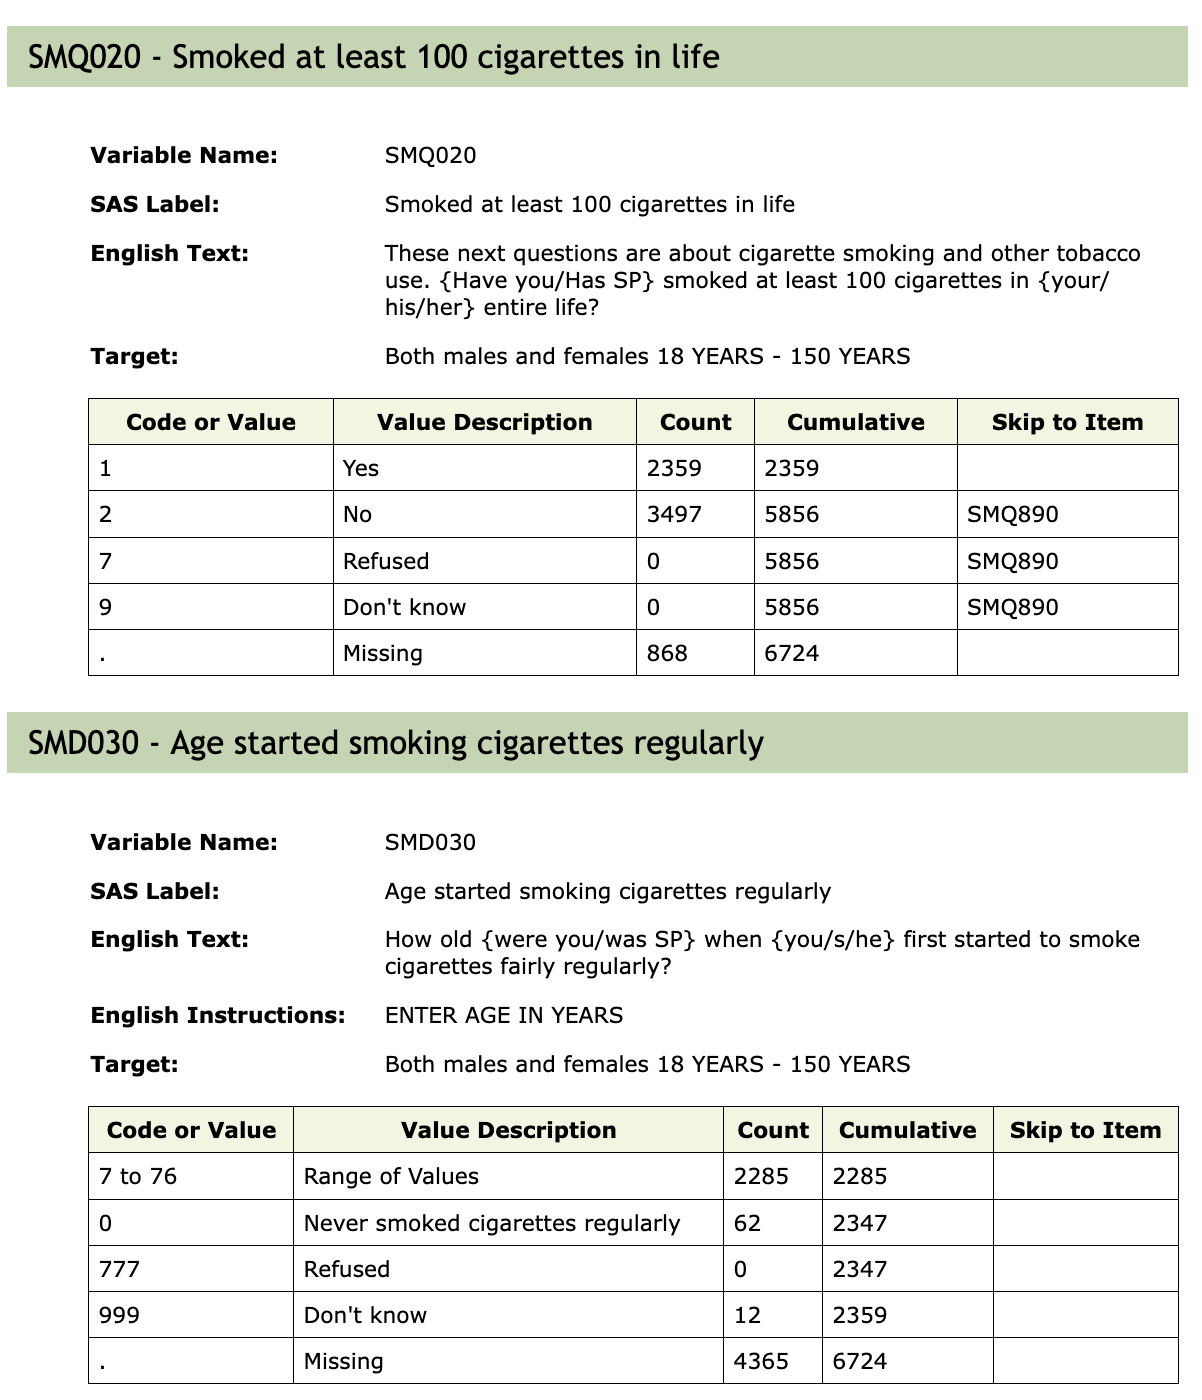 SMQ020 - Smoked at least 100 cigarettes in life
Variable Name: SMQ020
SAS Label: Smoked at least 100 cigarettes in life
English Text: These next questions are about cigarette smoking and other tobacco
use. {Have you/Has SP} smoked at least 100 cigarettes in {your/
his/her} entire life?
Target: Both males and females 18 YEARS - 150 YEARS
Code or Value Value Description Count Cumulative Skip to Item
1 Yes 2359 2359
2 No 3497 5856 SMQ890
7 Refused 0 5856 SMQ890
9 Don't know 0 5856 SMQ890
. Missing 868 6724
SMD030 - Age started smoking cigarettes regularly
Variable Name: SMD030
SAS Label: Age started smoking cigarettes regularly
English Text: How old {were you/was SP} when {you/s/he} first started to smoke
cigarettes fairly regularly?
English Instructions: ENTER AGE IN YEARS
Target: Both males and females 18 YEARS - 150 YEARS
Code or Value Value Description Count Cumulative Skip to Item
7 to 76 Range of Values 2285 2285
0 Never smoked cigarettes regularly 62 2347
777 Refused 0 2347
999 Don't know 12 2359
. Missing 4365 6724